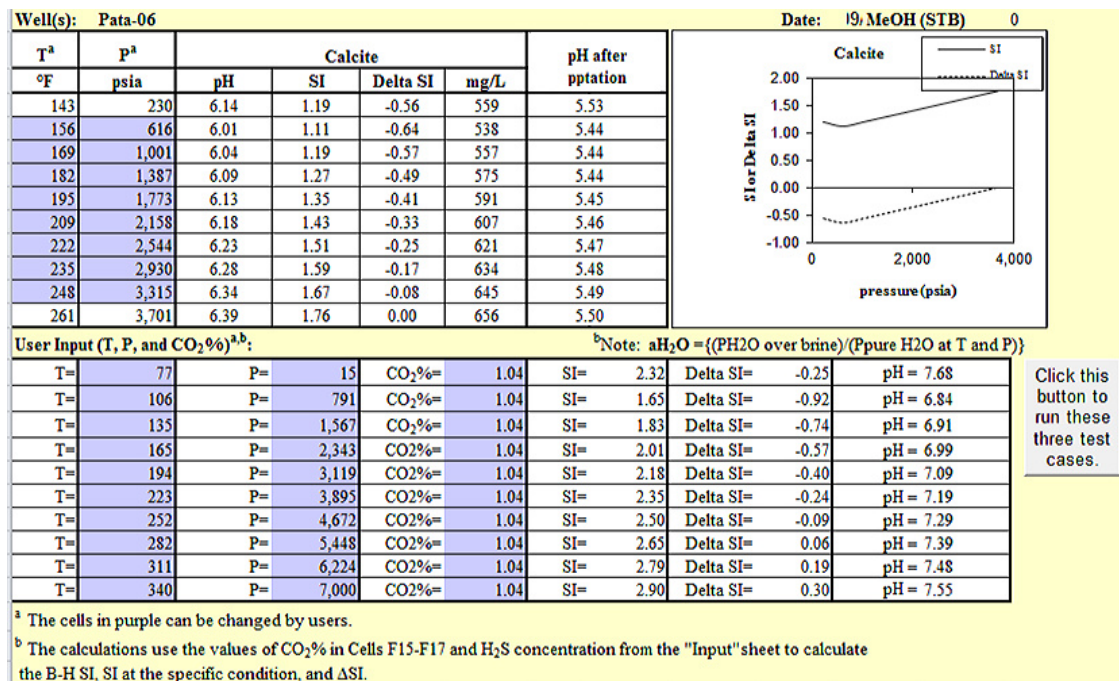 Well(s): Pata-06 Date: 19, MeOH (STB) 0
Tᵃ Pᵃ Calcite pH after pptation
°F psia pH SI Delta SI mg/L
143 230 6.14 1.19 -0.56 559 5.53
156 616 6.01 1.11 -0.64 538 5.44
169 1,001 6.04 1.19 -0.57 557 5.44
182 1,387 6.09 1.27 -0.49 575 5.44
195 1,773 6.13 1.35 -0.41 591 5.45
209 2,158 6.18 1.43 -0.33 607 5.46
222 2,544 6.23 1.51 -0.25 621 5.47
235 2,930 6.28 1.59 -0.17 634 5.48
248 3,315 6.34 1.67 -0.08 645 5.49
261 3,701 6.39 1.76 0.00 656 5.50
Calcite
SI
Delta SI
SI or Delta SI
2.00
1.50
1.00
0.50
0.00
-0.50
-1.00
0 2,000 4,000
pressure(psia)
User Input (T, P, and CO₂%)ᵃ,ᵇ: ᵇNote: aH₂O ={(PH2O over brine)/(Ppure H2O at T and P)}
T= 77 P= 15 CO₂%= 1.04 SI= 2.32 Delta SI= -0.25 pH = 7.68
T= 106 P= 791 CO₂%= 1.04 SI= 1.65 Delta SI= -0.92 pH = 6.84
T= 135 P= 1,567 CO₂%= 1.04 SI= 1.83 Delta SI= -0.74 pH = 6.91
T= 165 P= 2,343 CO2%= 1.04 SI= 2.01 Delta SI= -0.57 pH = 6.99
T= 194 P= 3,119 CO2%= 1.04 SI= 2.18 Delta SI= -0.40 pH = 7.09
T= 223 P= 3,895 CO2%= 1.04 SI= 2.35 Delta SI= -0.24 pH = 7.19
T= 252 P= 4,672 CO2%= 1.04 SI= 2.50 Delta SI= -0.09 pH = 7.29
T= 282 P= 5,448 CO2%= 1.04 SI= 2.65 Delta SI= 0.06 pH = 7.39
T= 311 P= 6,224 CO2%= 1.04 SI= 2.79 Delta SI= 0.19 pH = 7.48
T= 340 P= 7,000 CO2%= 1.04 SI= 2.90 Delta SI= 0.30 pH = 7.55
Click this
button to
run these
three test
cases.
ᵃ The cells in purple can be changed by users.
ᵇ The calculations use the values of CO₂% in Cells F15-F17 and H₂S concentration from the "Input"sheet to calculate
the B-H SI, SI at the specific condition, and ΔSI.